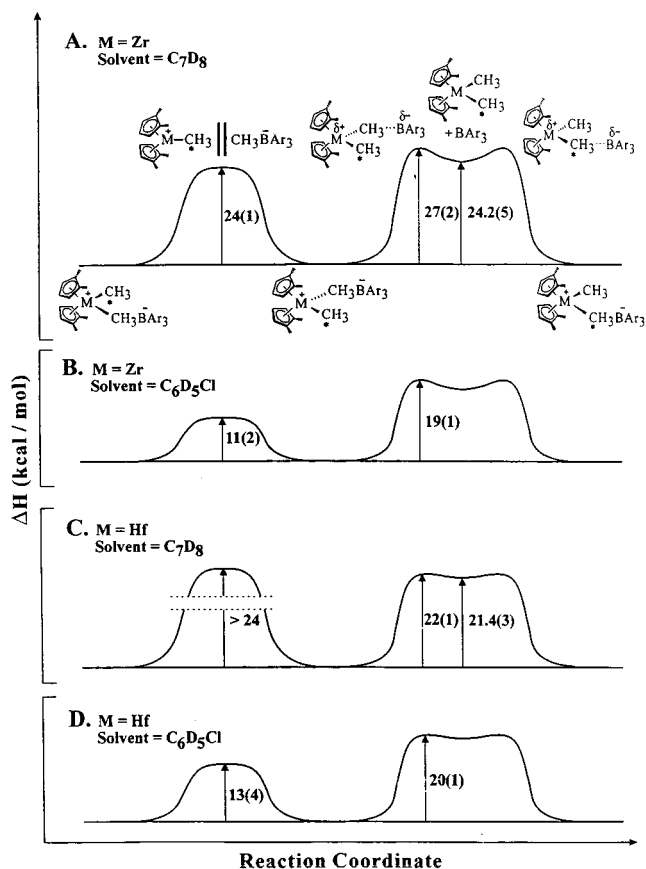 A. M = Zr
Solvent = C7D8
M+ CH3 * CH3B̄Ar3
Mδ+ CH3 BAr3 δ− CH3 *
M CH3 CH3 * + BAr3
Mδ+ CH3 CH3 * BAr3 δ−
24(1)
27(2)
24.2(5)
M+ CH3 * CH3B̄Ar3
M+ CH3B̄Ar3 CH3 *
M+ CH3 CH3B̄Ar3 *
B. M = Zr
Solvent = C6D5Cl
11(2)
19(1)
ΔH (kcal / mol)
C. M = Hf
Solvent = C7D8
> 24
22(1)
21.4(3)
D. M = Hf
Solvent = C6D5Cl
13(4)
20(1)
Reaction Coordinate